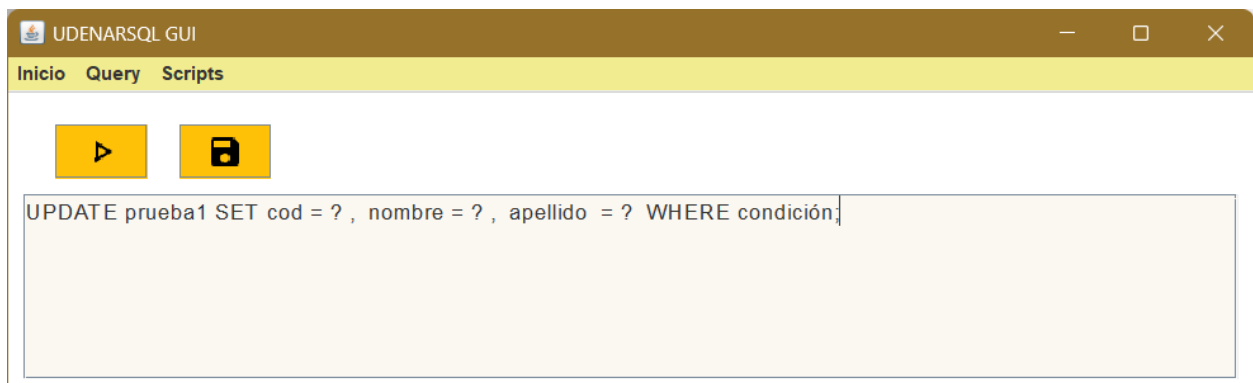 UDENARSQL GUI
Inicio Query Scripts
UPDATE prueba1 SET cod = ? , nombre = ? , apellido = ? WHERE condición;